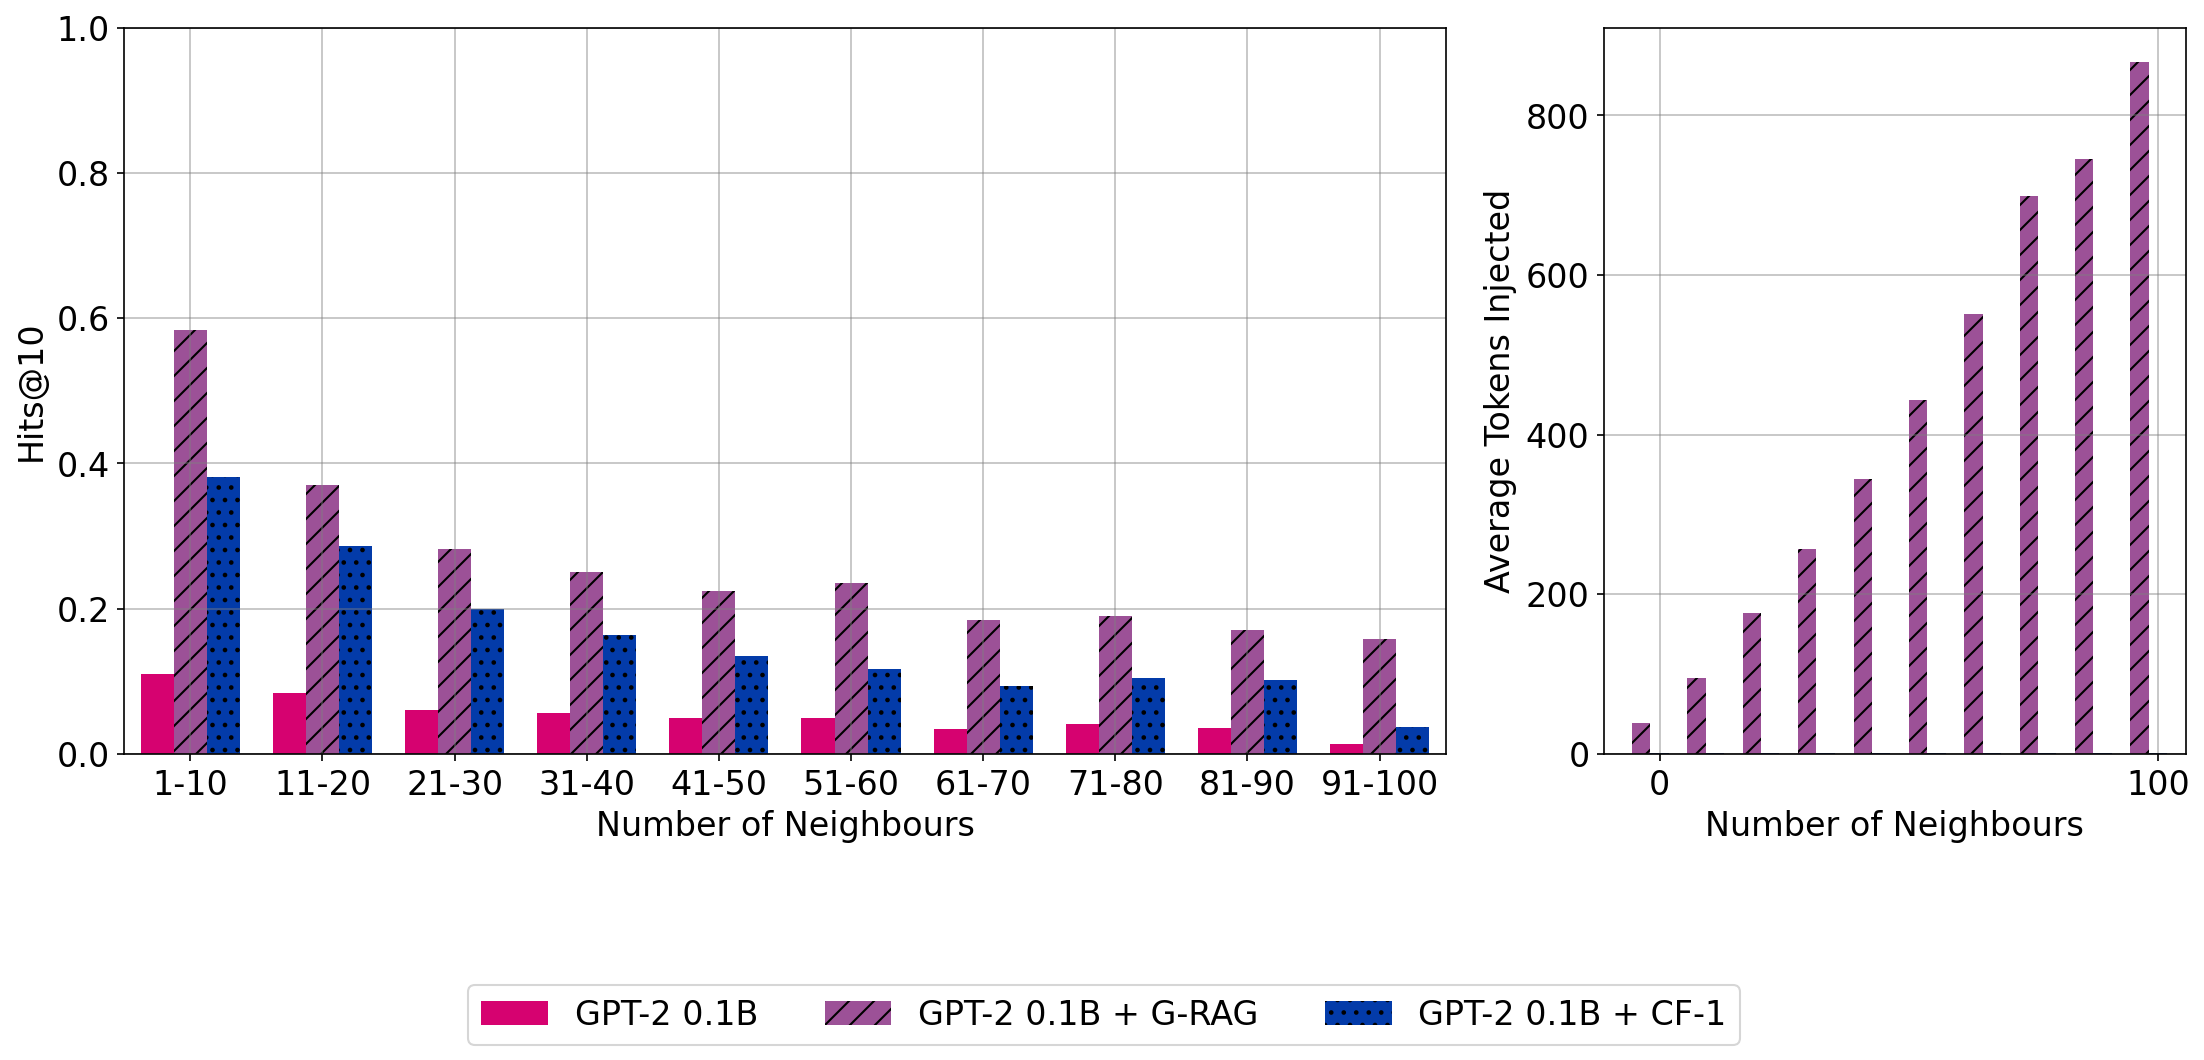 1.0
0.8
0.6
0.4
0.2
0.0
Hits@10
1-10 11-20 21-30 31-40 41-50 51-60 61-70 71-80 81-90 91-100
Number of Neighbours
800
600
400
200
0
Average Tokens Injected
0 100
Number of Neighbours
GPT-2 0.1B GPT-2 0.1B + G-RAG GPT-2 0.1B + CF-1